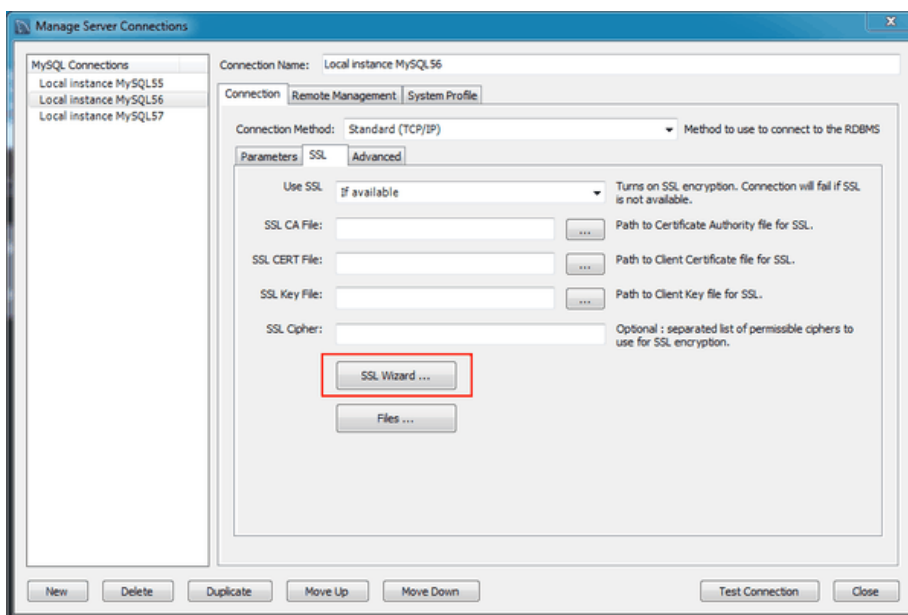 Manage Server Connections
x
MySQL Connections
Local instance MySQL55
Local instance MySQL56
Local instance MySQL57
Connection Name: Local instance MySQL56
Connection Remote Management System Profile
Connection Method: Standard (TCP/IP) Method to use to connect to the RDBMS
Parameters SSL Advanced
Use SSL If available Turns on SSL encryption. Connection will fail if SSL
is not available.
SSL CA File: ... Path to Certificate Authority file for SSL.
SSL CERT File: ... Path to Client Certificate file for SSL.
SSL Key File: ... Path to Client Key file for SSL.
SSL Cipher: Optional : separated list of permissible ciphers to
use for SSL encryption.
SSL Wizard ...
Files ...
New Delete Duplicate Move Up Move Down Test Connection Close